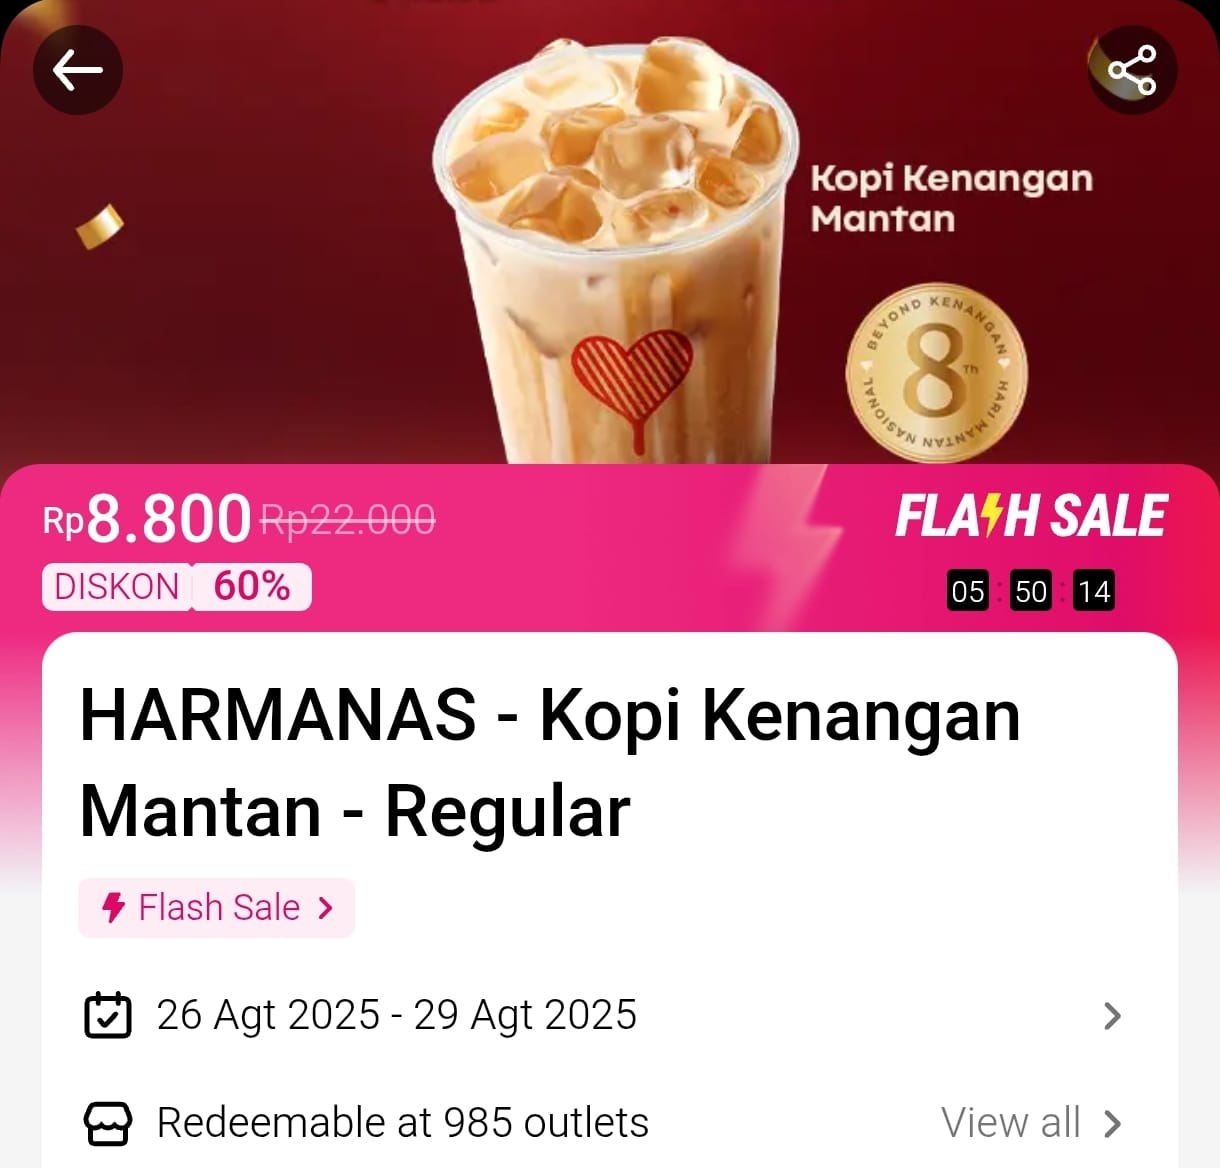 Kopi Kenangan
Mantan
BEYOND KENANGAN
8Th
HARI MANTAN NASIONAL
Rp8.800 Rp22.000
FLASH SALE
DISKON 60%
05 : 50 : 14
HARMANAS - Kopi Kenangan
Mantan - Regular
Flash Sale
26 Agt 2025 - 29 Agt 2025
Redeemable at 985 outlets
View all